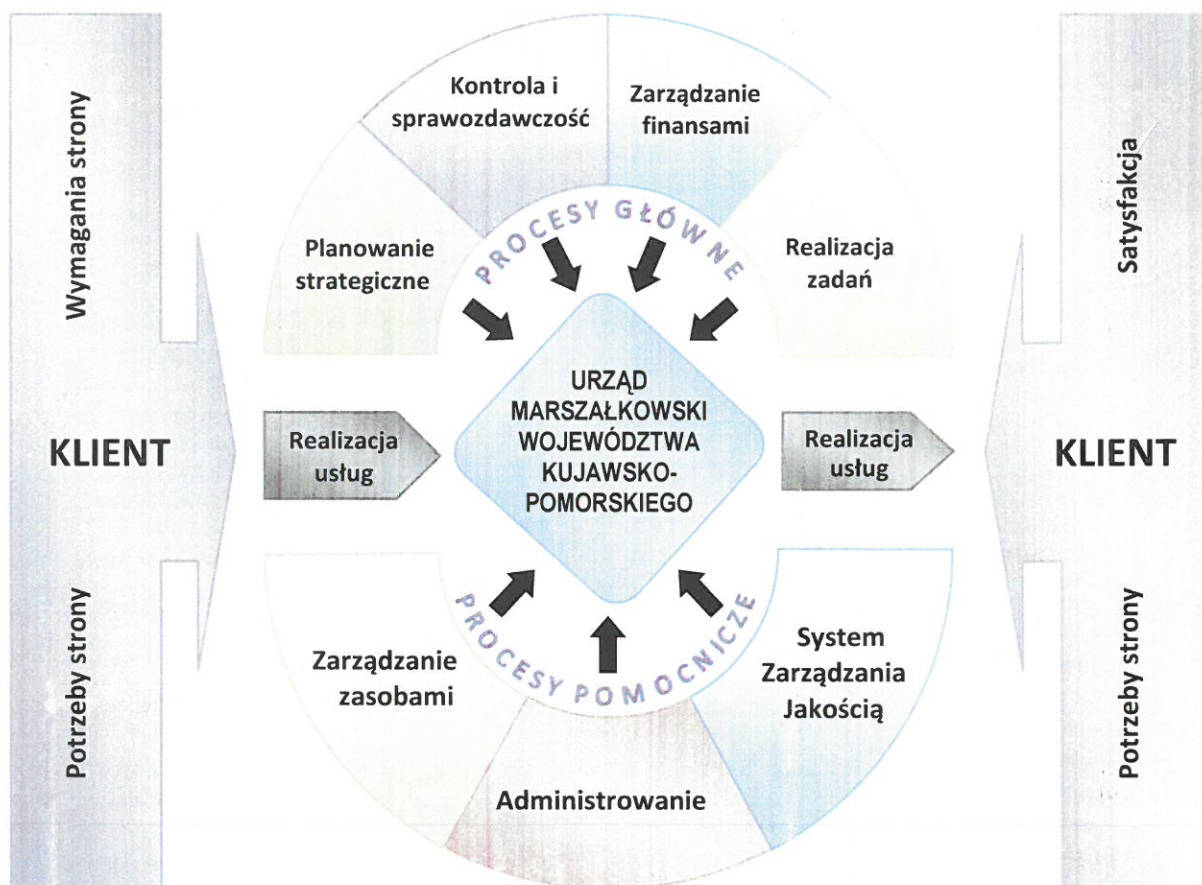 Wymagania strony
KLIENT
Potrzeby strony
Kontrola i
sprawozdawczość
Zarządzanie
finansami
Planowanie
strategiczne
Realizacja
zadań
PROCESY GŁÓWNE
Realizacja
usług
URZĄD
MARSZAŁKOWSKI
WOJEWÓDZTWA
KUJAWSKO-
POMORSKIEGO
Realizacja
usług
PROCESY POMOCNICZE
Zarządzanie
zasobami
Administrowanie
System
Zarządzania
Jakością
Satysfakcja
KLIENT
Potrzeby strony